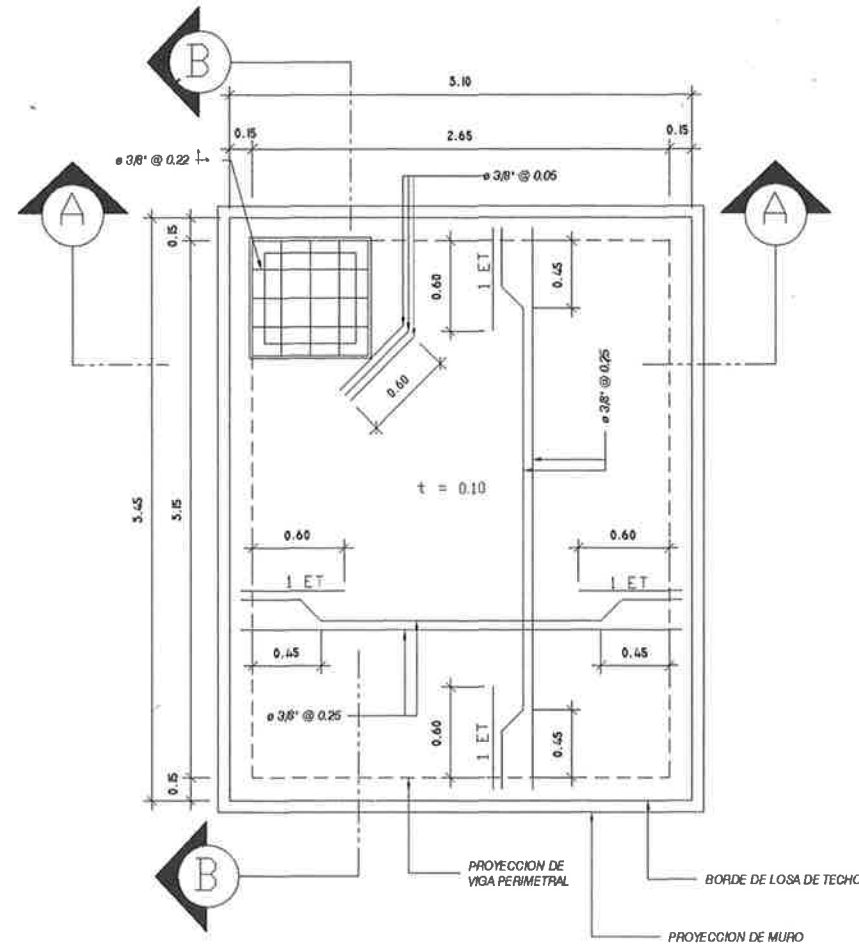 B
3.10
0.15
2.65
0.15
ø 3/8" @ 0.22
ø 3/8" @ 0.05
A
A
0.15
0.60
1 ET
0.45
0.60
ø 3/8" @ 0.25
t = 0.10
3.45
3.15
0.60
0.60
1 ET
1 ET
0.45
0.45
ø 3/8" @ 0.25
0.60
1 ET
0.45
0.15
B
PROYECCION DE
VIGA PERIMETRAL
BORDE DE LOSA DE TECHO
PROYECCION DE MURO